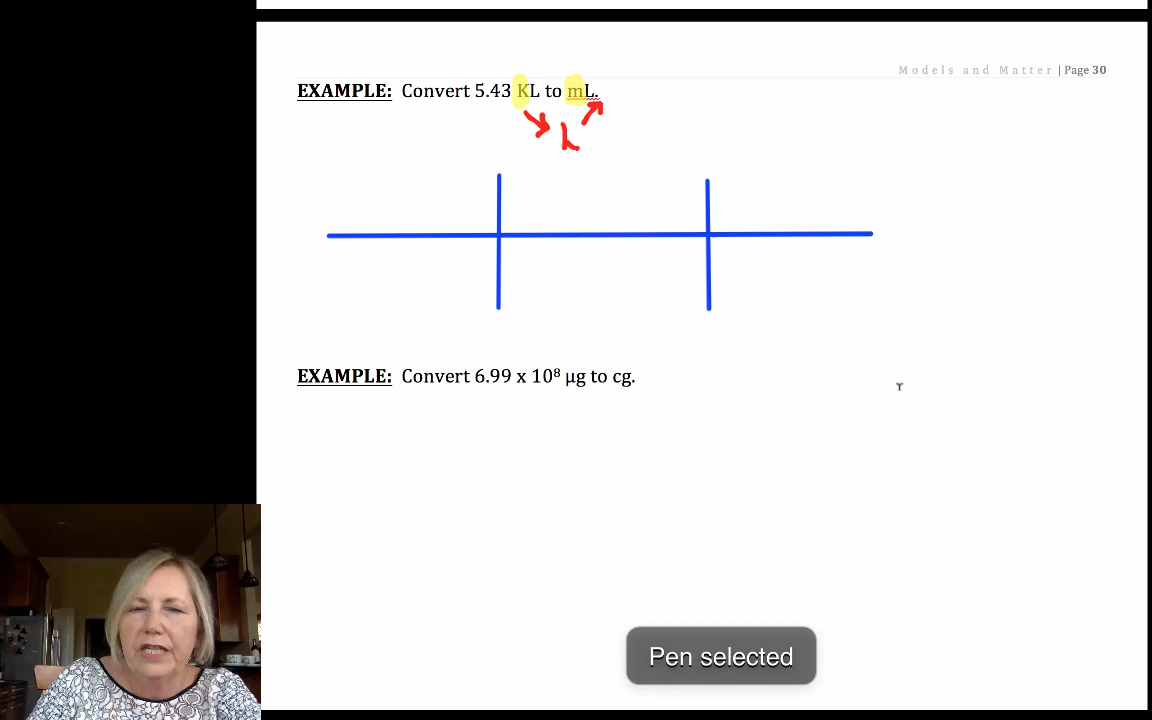 Models and Matter | Page 30
EXAMPLE: Convert 5.43 KL to mL.
L
EXAMPLE: Convert 6.99 x 10⁸ µg to cg.
Pen selected